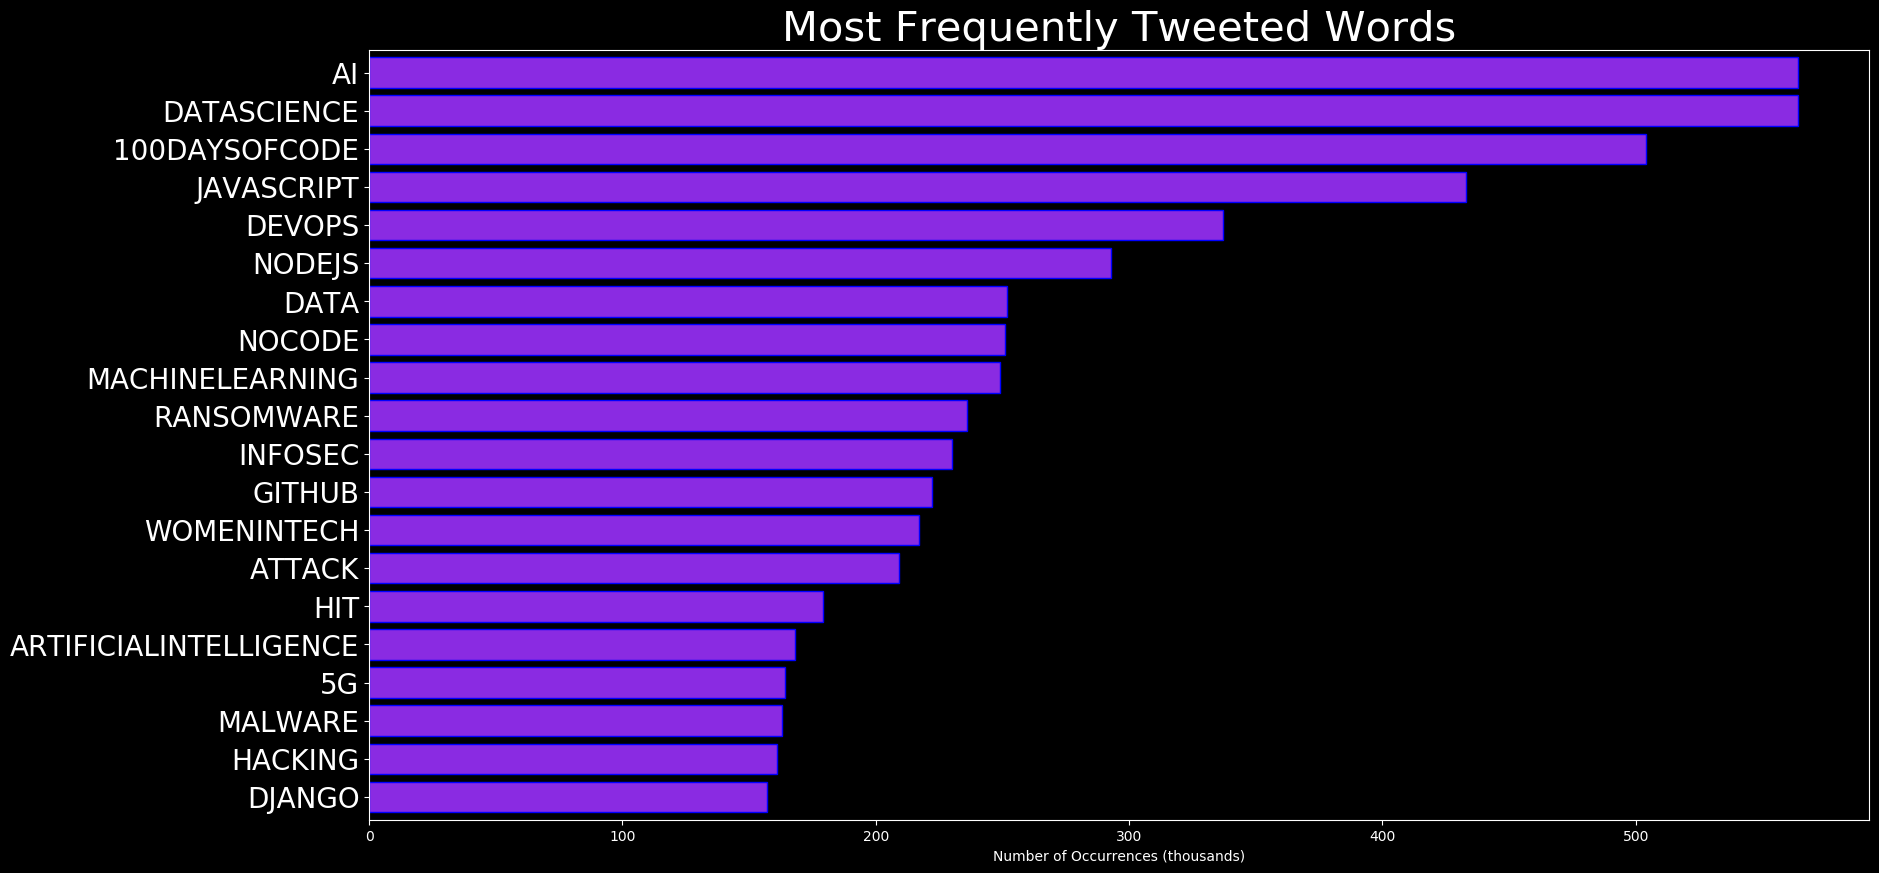 Most Frequently Tweeted Words
AI
DATASCIENCE
100DAYSOFCODE
JAVASCRIPT
DEVOPS
NODEJS
DATA
NOCODE
MACHINELEARNING
RANSOMWARE
INFOSEC
GITHUB
WOMENINTECH
ATTACK
HIT
ARTIFICIALINTELLIGENCE
5G
MALWARE
HACKING
DJANGO
0 100 200 300 400 500
Number of Occurrences (thousands)